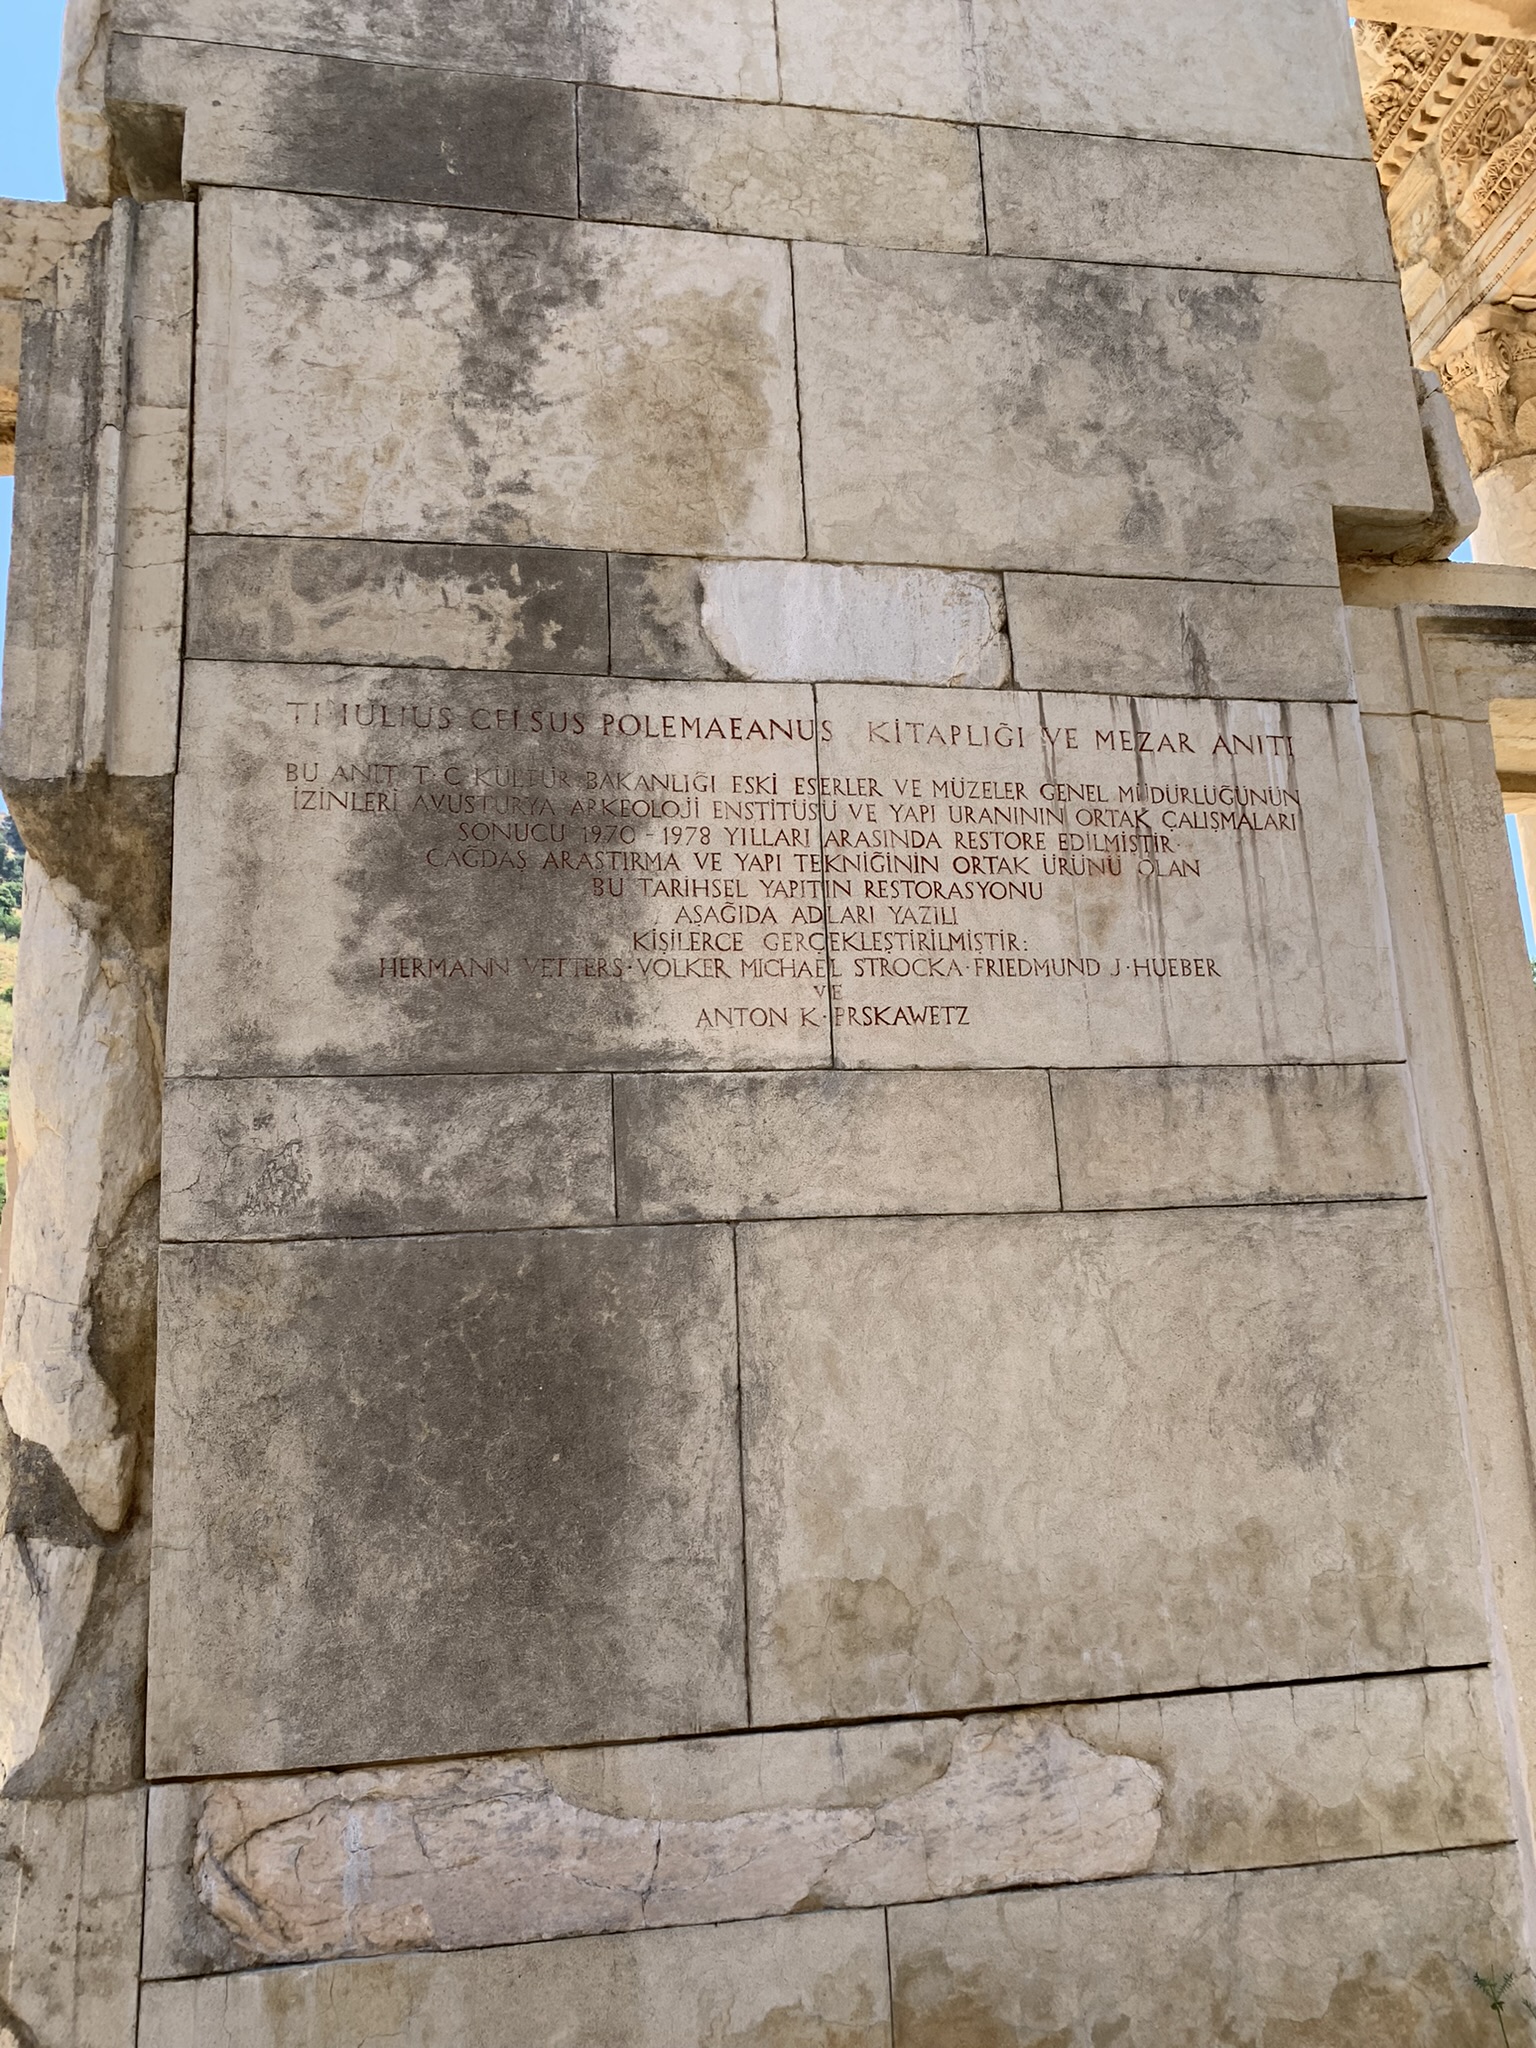 TI· IULIUS CELSUS POLEMAEANUS KİTAPLIĞI VE MEZAR ANITI
BU ANIT T·C·KÜLTÜR BAKANLIĞI ESKİ ESERLER VE MÜZELER GENEL MÜDÜRLÜĞÜNÜN
İZİNLERİ AVUSTURYA ARKEOLOJİ ENSTİTÜSÜ VE YAPI URANININ ORTAK ÇALIŞMALARI
SONUCU 1970 - 1978 YILLARI ARASINDA RESTORE EDİLMİŞTİR·
ÇAĞDAŞ ARAŞTIRMA VE YAPI TEKNİĞİNİN ORTAK ÜRÜNÜ OLAN
BU TARİHSEL YAPITIN RESTORASYONU
AŞAĞIDA ADLARI YAZILI
KİŞİLERCE GERÇEKLEŞTİRİLMİŞTİR:
HERMANN VETTERS· VOLKER MICHAEL STROCKA· FRIEDMUND J·HUEBER
VE
ANTON K· PRSKAWETZ